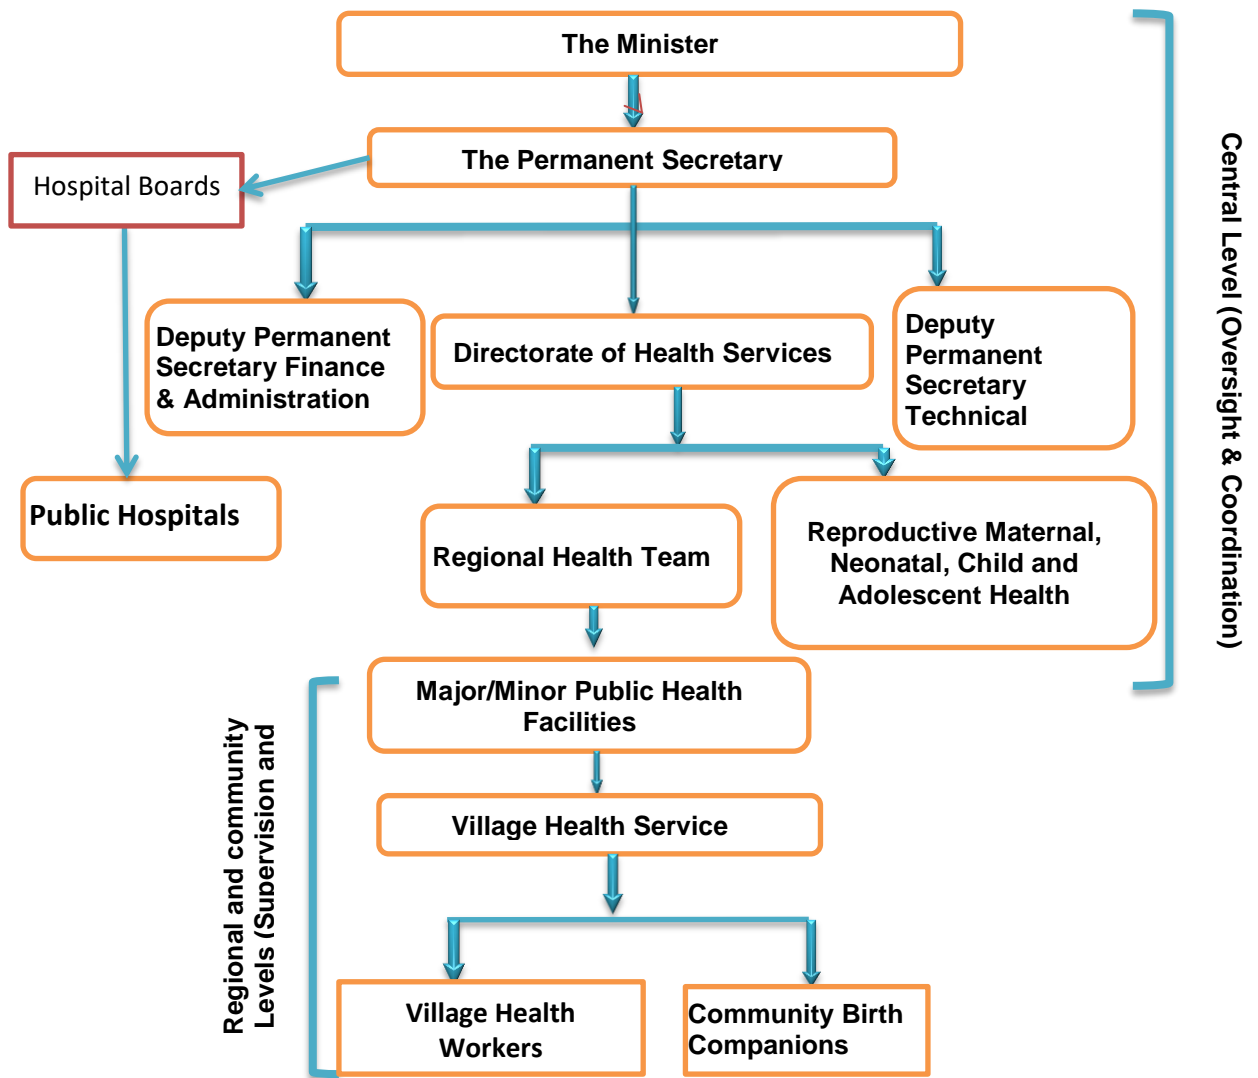 The Minister
The Permanent Secretary
Hospital Boards
Deputy Permanent
Secretary Finance
& Administration
Directorate of Health Services
Deputy
Permanent
Secretary
Technical
Public Hospitals
Regional Health Team
Reproductive Maternal,
Neonatal, Child and
Adolescent Health
Major/Minor Public Health
Facilities
Village Health Service
Village Health
Workers
Community Birth
Companions
Central Level (Oversight & Coordination)
Regional and community
Levels (Supervision and